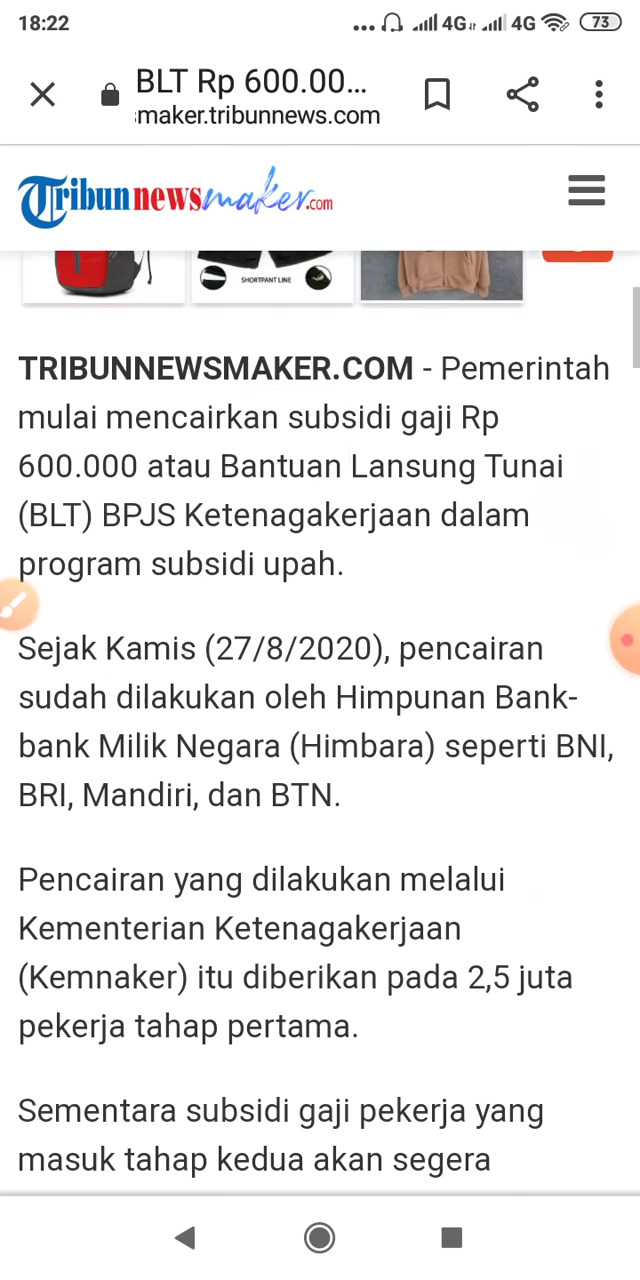 18:22
4G
4G
73
BLT Rp 600.00...
maker.tribunnews.com
Tribunnewsmaker.com
SHORTPANT LINE
TRIBUNNEWSMAKER.COM - Pemerintah
mulai mencairkan subsidi gaji Rp
600.000 atau Bantuan Lansung Tunai
(BLT) BPJS Ketenagakerjaan dalam
program subsidi upah.
Sejak Kamis (27/8/2020), pencairan
sudah dilakukan oleh Himpunan Bank-
bank Milik Negara (Himbara) seperti BNI,
BRI, Mandiri, dan BTN.
Pencairan yang dilakukan melalui
Kementerian Ketenagakerjaan
(Kemnaker) itu diberikan pada 2,5 juta
pekerja tahap pertama.
Sementara subsidi gaji pekerja yang
masuk tahap kedua akan segera